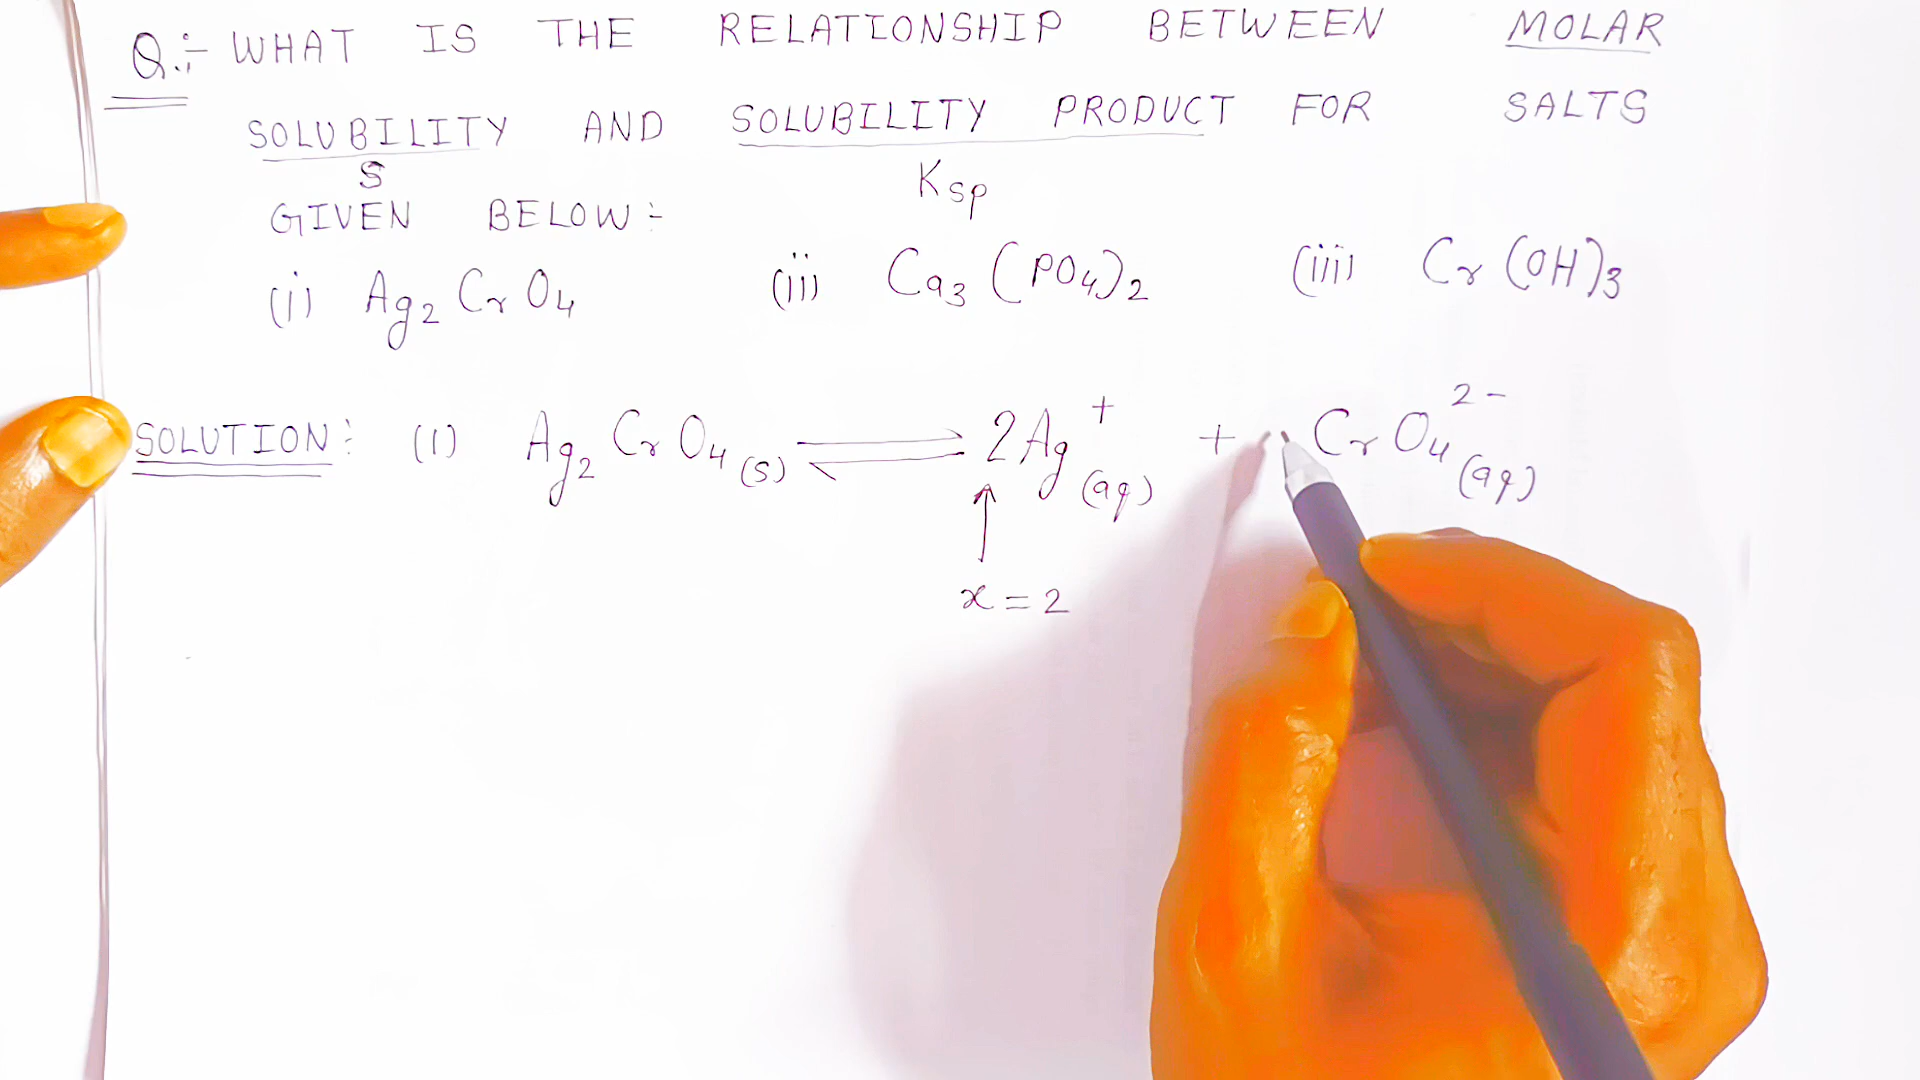 Q:- WHAT IS THE RELATIONSHIP BETWEEN MOLAR
SOLUBILITY AND SOLUBILITY PRODUCT FOR SALTS
S Ksp
GIVEN BELOW:-
(i) Ag2CrO4 (ii) Ca3(PO4)2 (iii) Cr(OH)3
SOLUTION: (1) Ag2CrO4(s) ⇌ 2Ag+(aq) + CrO4 2-(aq)
↑
x = 2